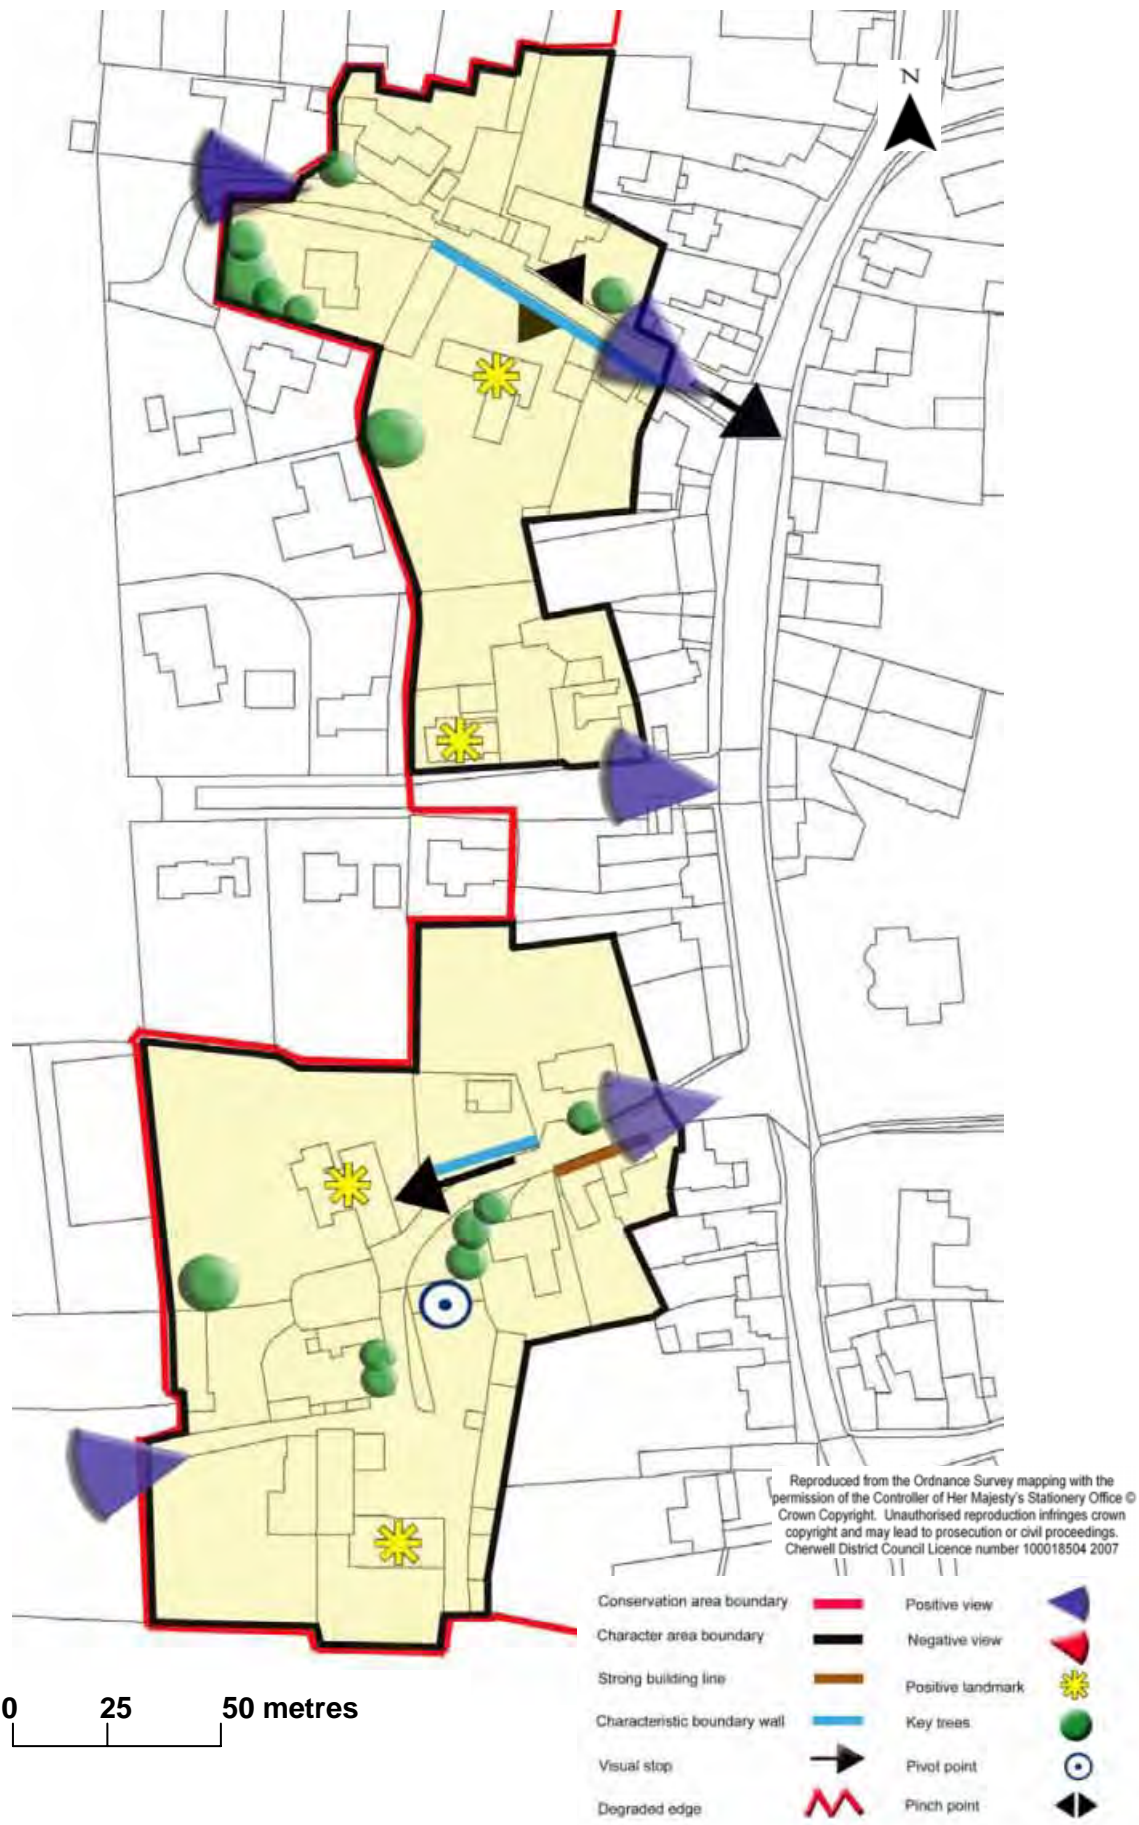 N
Reproduced from the Ordnance Survey mapping with the
permission of the Controller of Her Majesty's Stationery Office ©
Crown Copyright. Unauthorised reproduction infringes crown
copyright and may lead to prosecution or civil proceedings.
Cherwell District Council Licence number 100018504 2007
Conservation area boundary
Positive view
Character area boundary
Negative view
Strong building line
Positive landmark
Characteristic boundary wall
Key trees
Visual stop
Pivot point
Degraded edge
Pinch point
0 25 50 metres